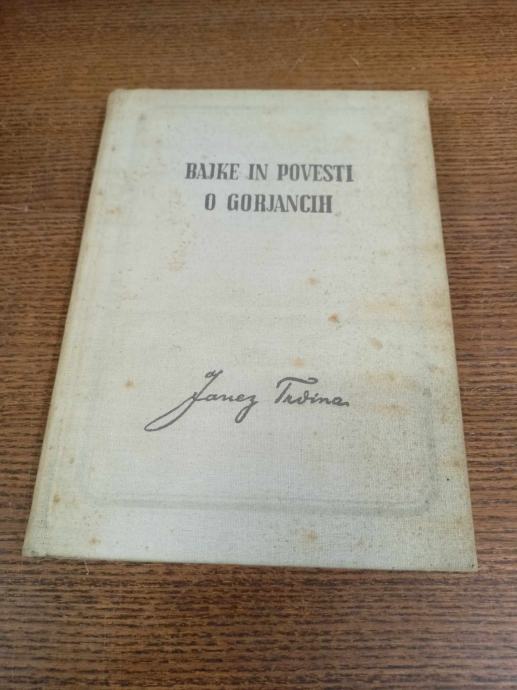 BAJKE IN POVESTI
O GORJANCIH
Janez Trdina